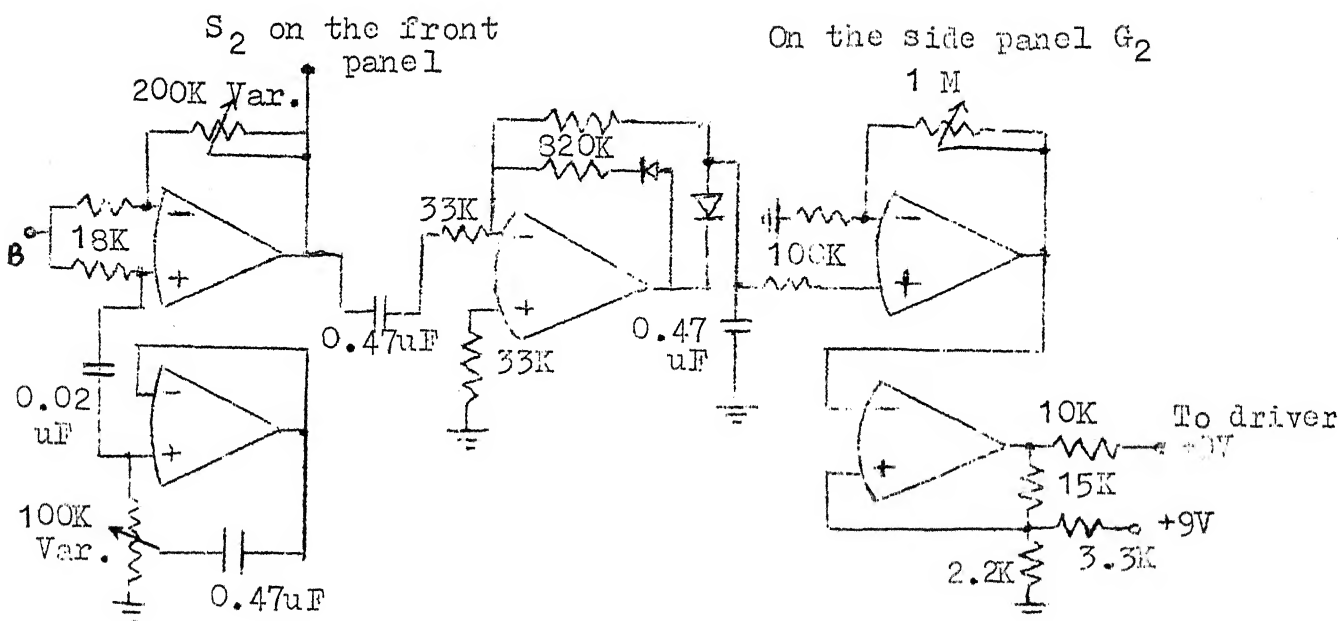 S2 on the front
panel
On the side panel G2
200K Var.
1 M
820K
33K
18K
B
100K
0.47uF
33K
0.47
uF
0.02
uF
10K
To driver
15K
100K
Var.
+9V
3.3K
2.2K
0.47uF